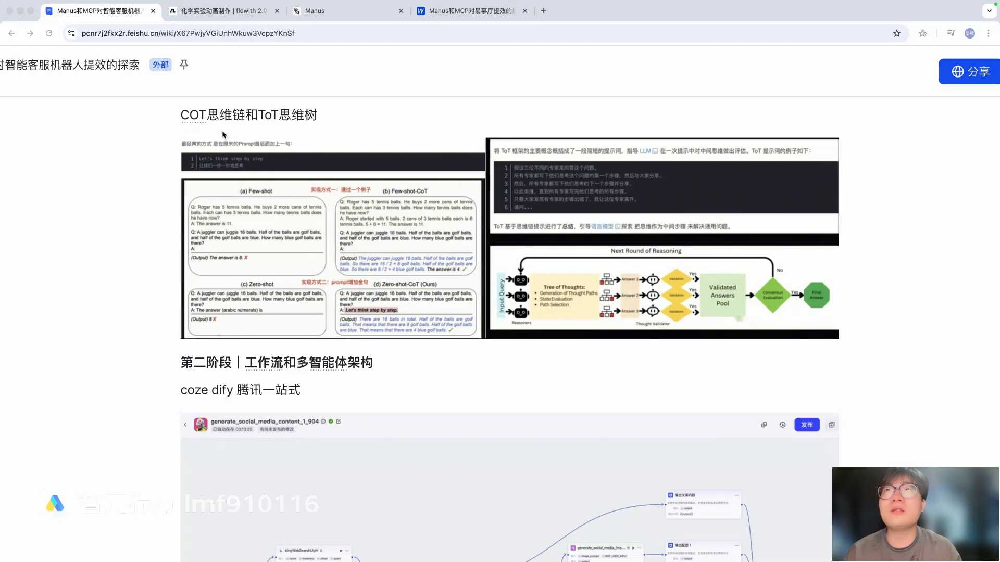 Manus和MCP对智能客服机器人
化学实验动画制作 | flowith 2.0
Manus
Manus和MCP对易事厅提效的
pcnr7j2fkx2r.feishu.cn/wiki/X67PwjyVGiUnhWkuw3VcpzYKnSf
对智能客服机器人提效的探索
外部
分享
COT思维链和ToT思维树
最经典的方式 是在原来的Prompt最后面加上一句：
1 Let's think step by step
2 让我们一步一步地思考
(a) Few-shot
实现方式一：通过一个例子
(b) Few-shot-CoT
Q: Roger has 5 tennis balls. He buys 2 more cans of tennis
balls. Each can has 3 tennis balls. How many tennis balls does
he have now?
A: The answer is 11.
Q: A juggler can juggle 16 balls. Half of the balls are golf balls,
and half of the golf balls are blue. How many blue golf balls are
there?
A:
(Output) The answer is 8. X
Q: Roger has 5 tennis balls. He buys 2 more cans of tennis
balls. Each can has 3 tennis balls. How many tennis balls does
he have now?
A: Roger started with 5 balls. 2 cans of 3 tennis balls each is 6
tennis balls. 5 + 6 = 11. The answer is 11.
Q: A juggler can juggle 16 balls. Half of the balls are golf balls,
and half of the golf balls are blue. How many blue golf balls are
there?
A:
(Output) The juggler can juggle 16 balls. Half of the balls are golf
balls. So there are 16 / 2 = 8 golf balls. Half of the golf balls are
blue. So there are 8 / 2 = 4 blue golf balls. The answer is 4. ✓
(c) Zero-shot
实现方式二：prompt增加金句
(d) Zero-shot-CoT (Ours)
Q: A juggler can juggle 16 balls. Half of the balls are golf balls,
and half of the golf balls are blue. How many blue golf balls are
there?
A: The answer (arabic numerals) is
(Output) 8 X
Q: A juggler can juggle 16 balls. Half of the balls are golf balls,
and half of the golf balls are blue. How many blue golf balls are
there?
A: Let's think step by step.
(Output) There are 16 balls in total. Half of the balls are golf
balls. That means that there are 8 golf balls. Half of the golf balls
are blue. That means that there are 4 blue golf balls. ✓
将 ToT 框架的主要概念概括成了一段简短的提示词，指导 LLM 在一次提示中对中间思维做出评估。ToT 提示词的例子如下：
1 假设三位不同的专家来回答这个问题。
2 所有专家都写下他们思考这个问题的第一个步骤，然后与大家分享。
3 然后，所有专家都写下他们思考的下一个步骤并分享。
4 以此类推，直到所有专家写完他们思考的所有步骤。
5 只要大家发现有专家的步骤出错了，就让这位专家离开。
6 请问...
ToT 基于思维链提示进行了总结，引导语言模型探索 把思维作为中间步骤 来解决通用问题。
Next Round of Reasoning
No
Input Query
Reasoners
Tree of Thoughts:
• Generation of Thought Paths
• State Evaluation
• Path Selection
Answer 1
Answer 2
Answer 3
Validation
Validation
Validation
Yes
Yes
Yes
Thought Validator
Validated
Answers
Pool
Consensus
Evaluation
Yes
Final
Answer
第二阶段｜工作流和多智能体架构
coze dify 腾讯一站式
generate_social_media_content_1_904
已自动保存 00:10:25 有尚未发布的修改
发布
输出文案内容
output
{{output}}
输出配图 1
output
bingWebSearchLight
count freshness offset query
generate_social_media_ima...
image_prompt BOT_USER_INPUT
output
lmf910116